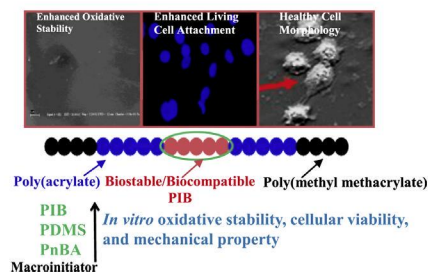 Enhanced Oxidative
Stability
Enhanced Living
Cell Attachment
Healthy Cell
Morphology
Poly(acrylate)
Biostable/Biocompatible
PIB
Poly(methyl methacrylate)
PIB
PDMS
PnBA
Macroinitiator
In vitro oxidative stability, cellular viability,
and mechanical property